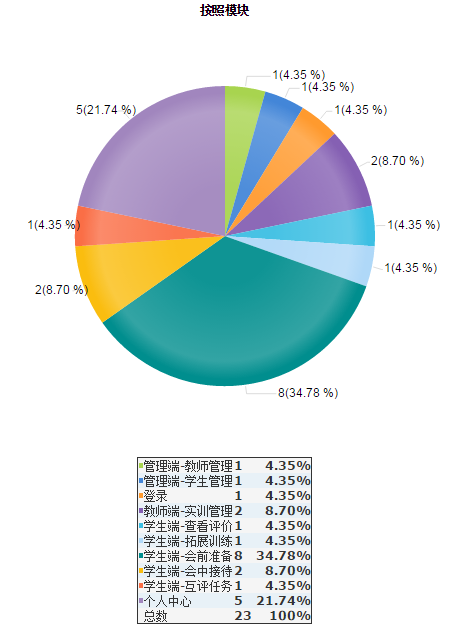 按照模块
1(4.35 %)
1(4.35 %)
1(4.35 %)
5(21.74 %)
2(8.70 %)
1(4.35 %)
1(4.35 %)
1(4.35 %)
2(8.70 %)
8(34.78 %)
管理端-教师管理 1 4.35%
管理端-学生管理 1 4.35%
登录 1 4.35%
教师端-实训管理 2 8.70%
学生端-查看评价 1 4.35%
学生端-拓展训练 1 4.35%
学生端-会前准备 8 34.78%
学生端-会中接待 2 8.70%
学生端-互评任务 1 4.35%
个人中心 5 21.74%
总数 23 100%